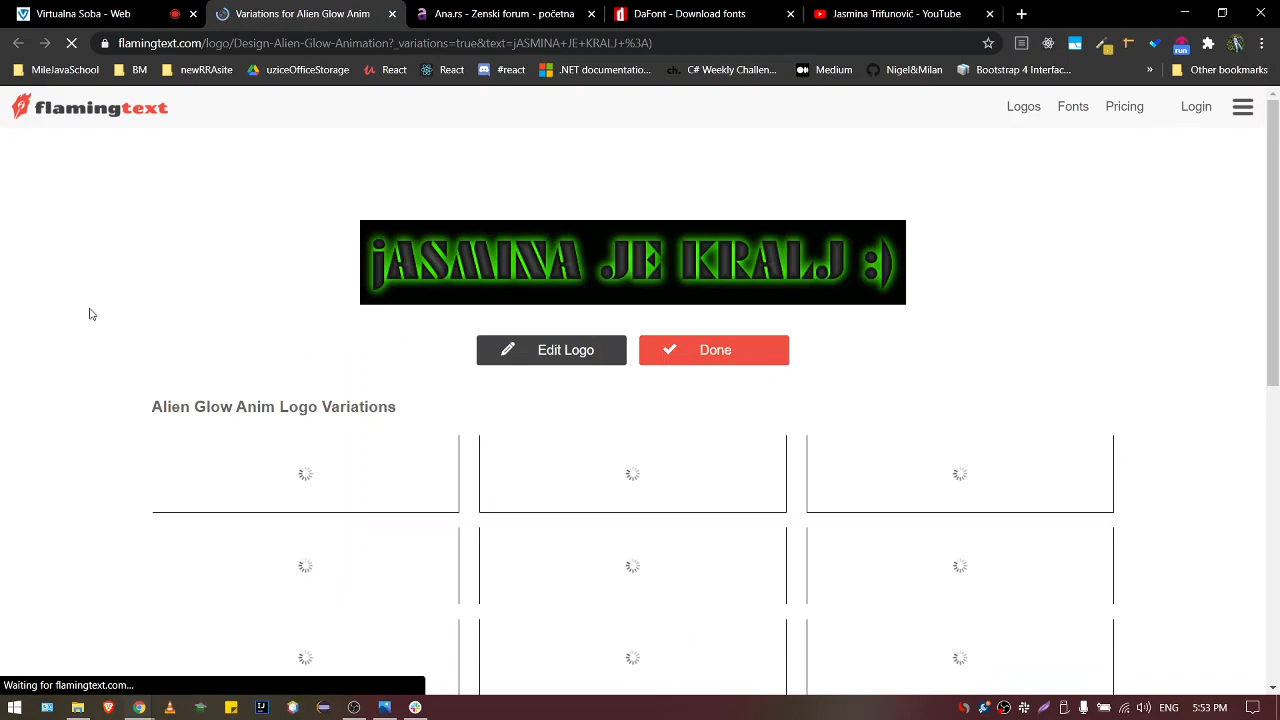 Virtualna Soba - Web
Variations for Alien Glow Anim
Ana.rs - Zenski forum - početna
DaFont - Download fonts
Jasmina Trifunović - YouTube
flamingtext.com/logo/Design-Alien-Glow-Animation?_variations=true&text=jASMINA+JE+KRALJ+%3A)
run
MileJavaSchool
BM
newRRAsite
uziceOfficeStorage
React
React
#react
.NET documentatio...
ch.
C# Weekly Challen...
Medium
Nigel&Milan
Bootstrap 4 Interfac...
»
Other bookmarks
flamingtext
Logos
Fonts
Pricing
Login
jASMINA JE KRALJ :)
Edit Logo
Done
Alien Glow Anim Logo Variations
Waiting for flamingtext.com...
ENG
5:53 PM